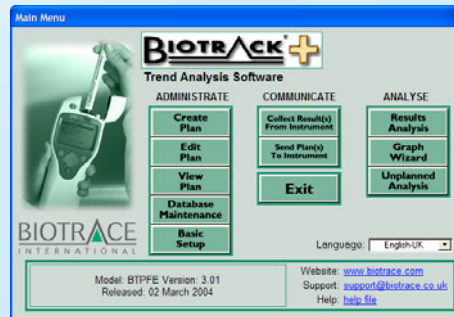 Main Menu
BIOTRACK +
Trend Analysis Software
ADMINISTRATE
Create
Plan
Edit
Plan
View
Plan
Database
Maintenance
Basic
Setup
COMMUNICATE
Collect Result(s)
From Instrument
Send Plan(s)
To Instrument
Exit
ANALYSE
Results
Analysis
Graph
Wizard
Unplanned
Analysis
BIOTRACE
INTERNATIONAL
Language: English-UK
Model: BTPFE Version: 3.01
Released: 02 March 2004
Website: www.biotrace.com
Support: support@biotrace.co.uk
Help: help file